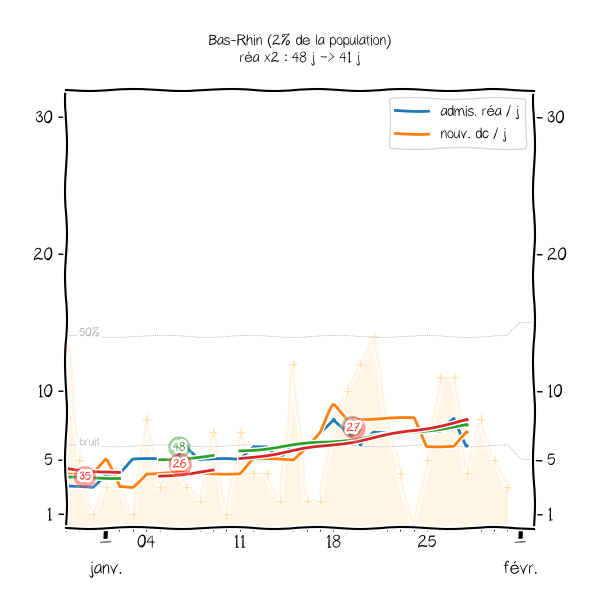 Bas-Rhin (2% de la population)
réa x2 : 48 j -> 41 j
admis. réa / j
nouv. dc / j
30
30
20
20
50%
10
10
27
bruit
48
5
5
26
35
1
1
04
11
18
25
janv.
févr.